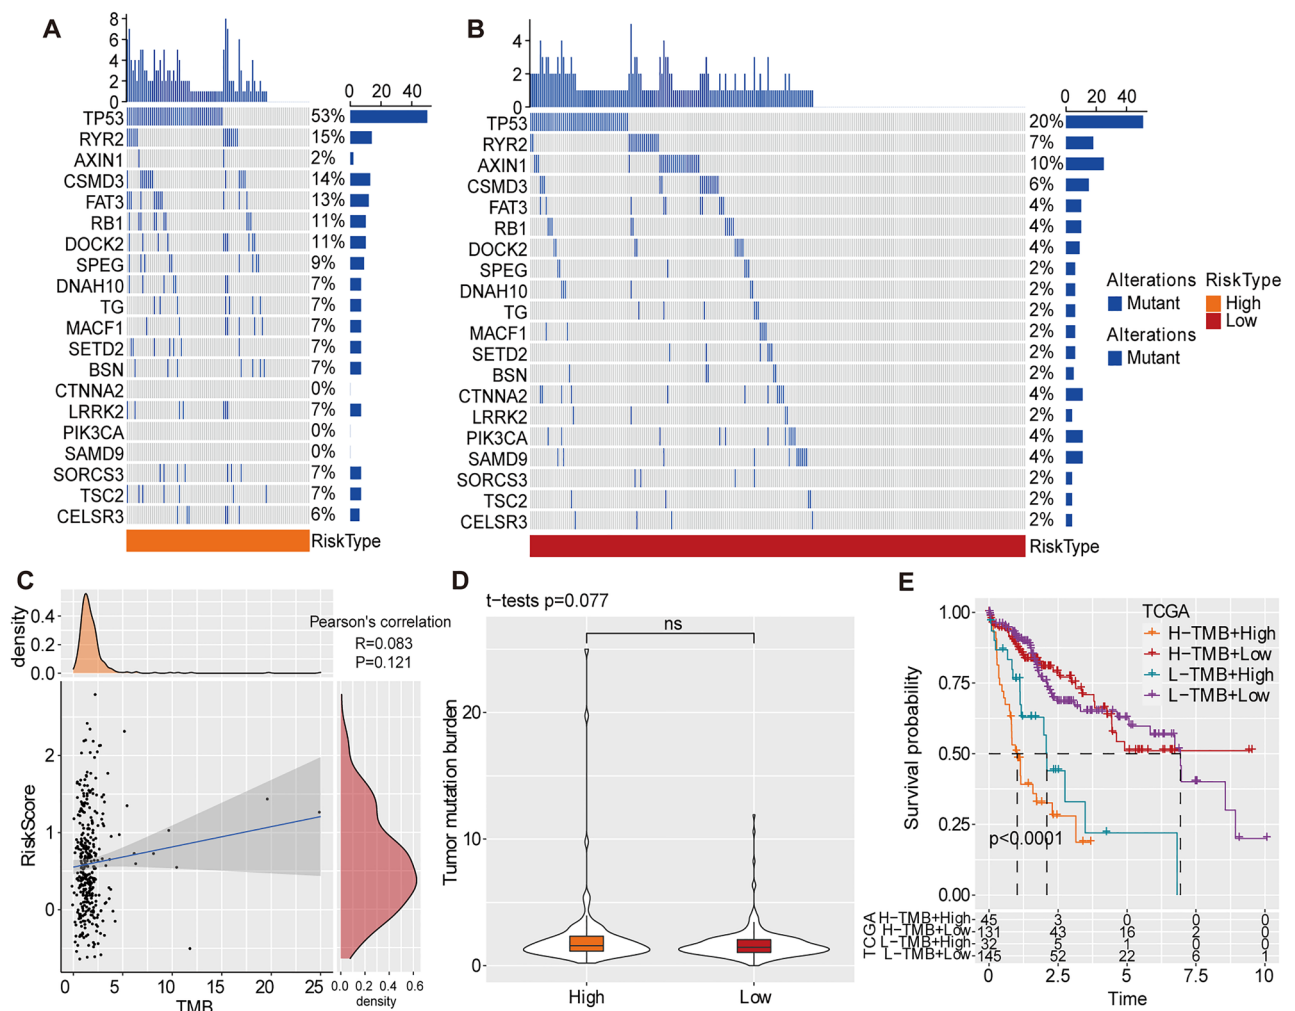 A
8
6
4
2
0
0 20 40
TP53 53%
RYR2 15%
AXIN1 2%
CSMD3 14%
FAT3 13%
RB1 11%
DOCK2 11%
SPEG 9%
DNAH10 7%
TG 7%
MACF1 7%
SETD2 7%
BSN 7%
CTNNA2 0%
LRRK2 7%
PIK3CA 0%
SAMD9 0%
SORCS3 7%
TSC2 7%
CELSR3 6%
RiskType
B
4
2
0
0 20 40
TP53 20%
RYR2 7%
AXIN1 10%
CSMD3 6%
FAT3 4%
RB1 4%
DOCK2 4%
SPEG 2%
DNAH10 2%
TG 2%
MACF1 2%
SETD2 2%
BSN 2%
CTNNA2 4%
LRRK2 2%
PIK3CA 4%
SAMD9 4%
SORCS3 2%
TSC2 2%
CELSR3 2%
RiskType
Alterations
Mutant
Alterations
Mutant
RiskType
High
Low
C
density
0.4
0.2
0.0
Pearson's correlation
R=0.083
P=0.121
RiskScore
2
1
0
0 5 10 15 20 25
TMB
0.0 0.2 0.4 0.6
density
D
t-tests p=0.077
ns
Tumor mutation burden
20
10
0
High Low
E
TCGA
H-TMB+High
H-TMB+Low
L-TMB+High
L-TMB+Low
Survival probability
1.00
0.75
0.50
0.25
0.00
p<0.0001
TCGA H-TMB+High- 45 3 0 0 0
H-TMB+Low- 131 43 16 2 0
L-TMB+High- 32 5 1 0 0
L-TMB+Low- 145 52 22 6 1
0 2.5 5 7.5 10
Time